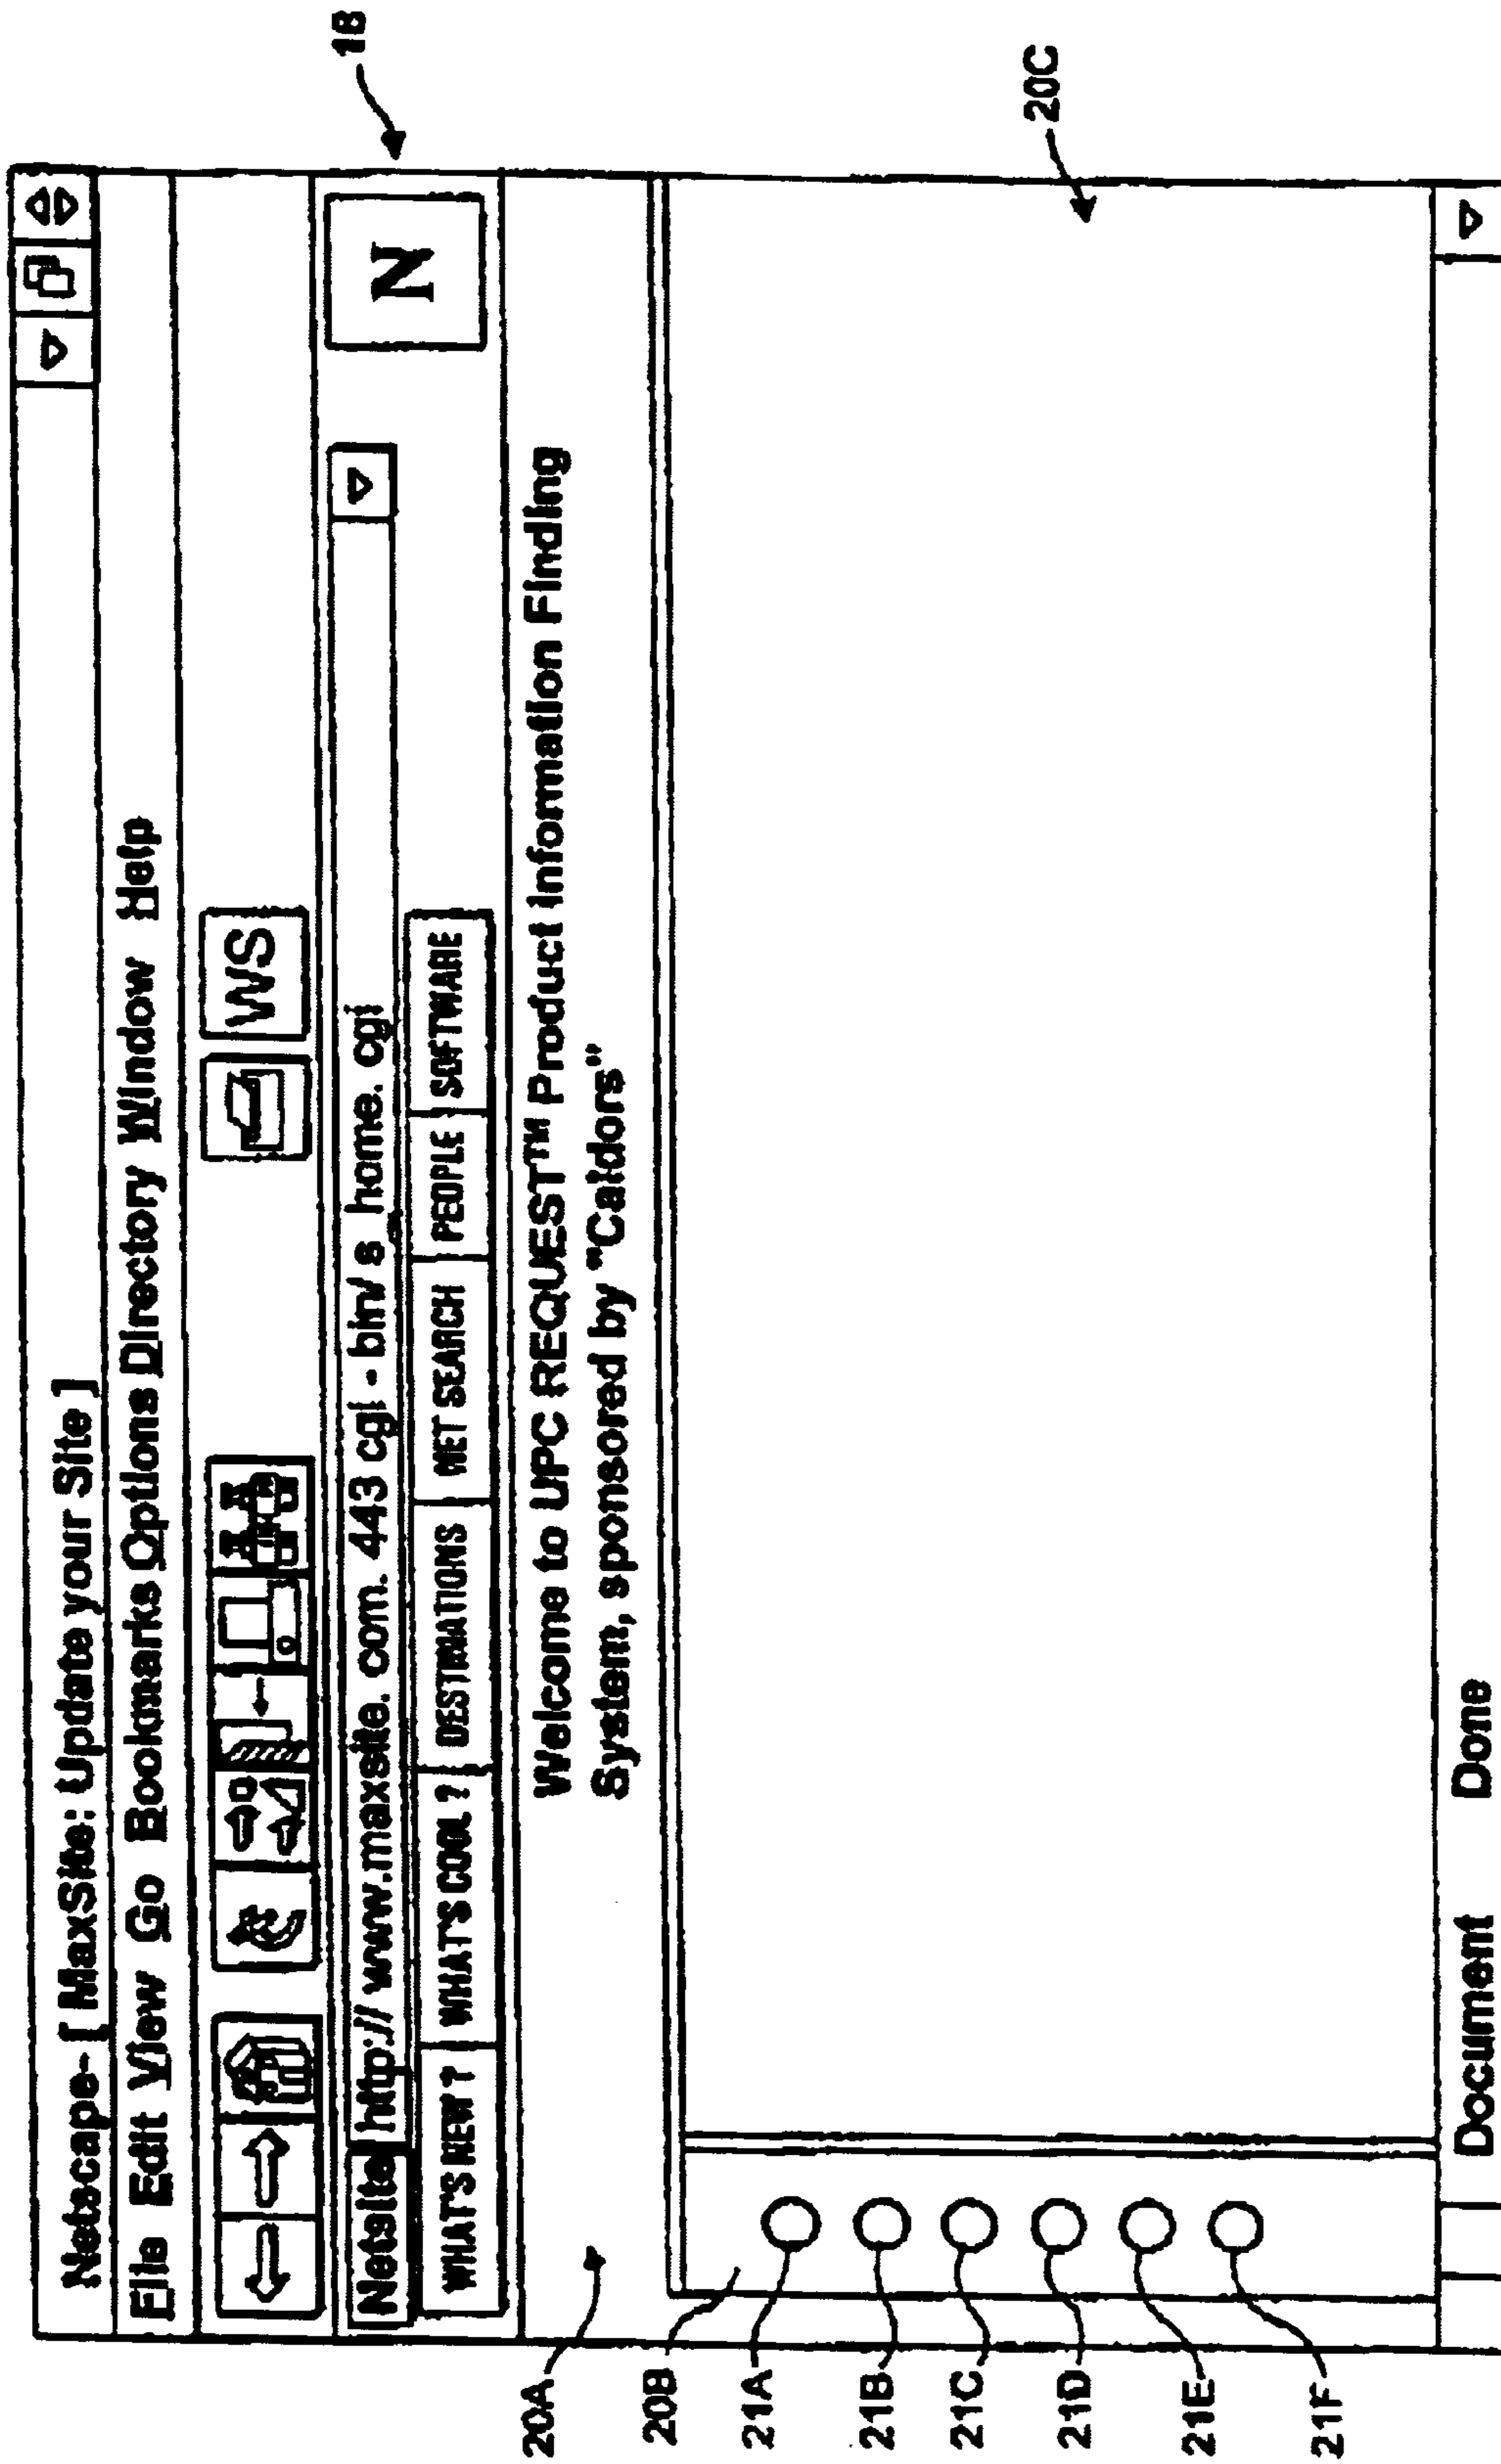 Netscape- [ MaxSite: Update your Site ]
File Edit View Go Bookmarks Options Directory Window Help
WS
Netsite http:// www.maxsite. com. 443 cgi - bin/ s home. cgi
N
WHAT'S NEW ? WHAT'S COOL ? DESTINATIONS NET SEARCH PEOPLE SOFTWARE
Welcome to UPC REQUEST™ Product Information Finding
System, sponsored by "Caldors"
Document Done
18
20A
20B
20C
21A
21B
21C
21D
21E
21F